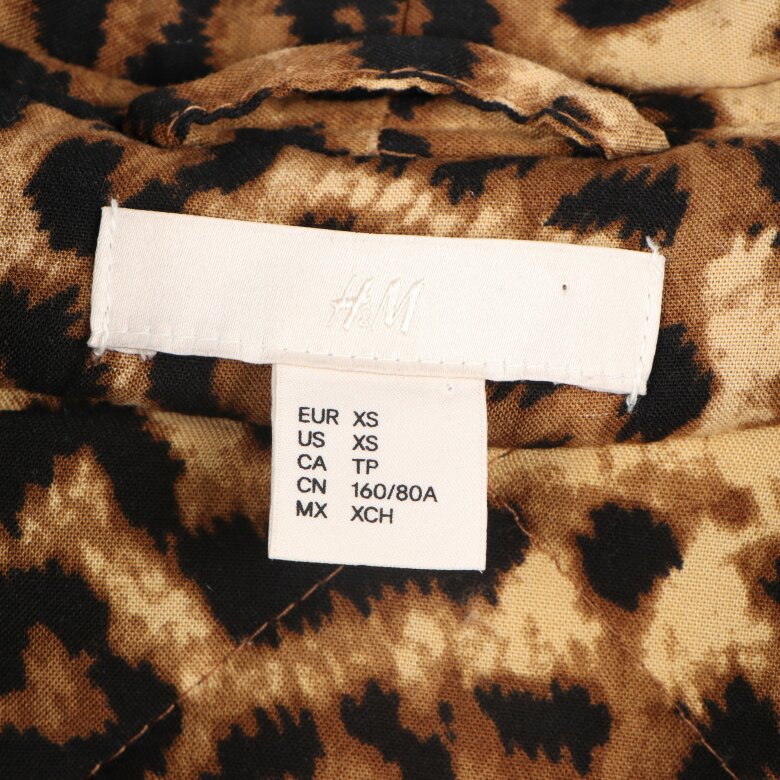 H&M
EUR XS
US XS
CA TP
CN 160/80A
MX XCH